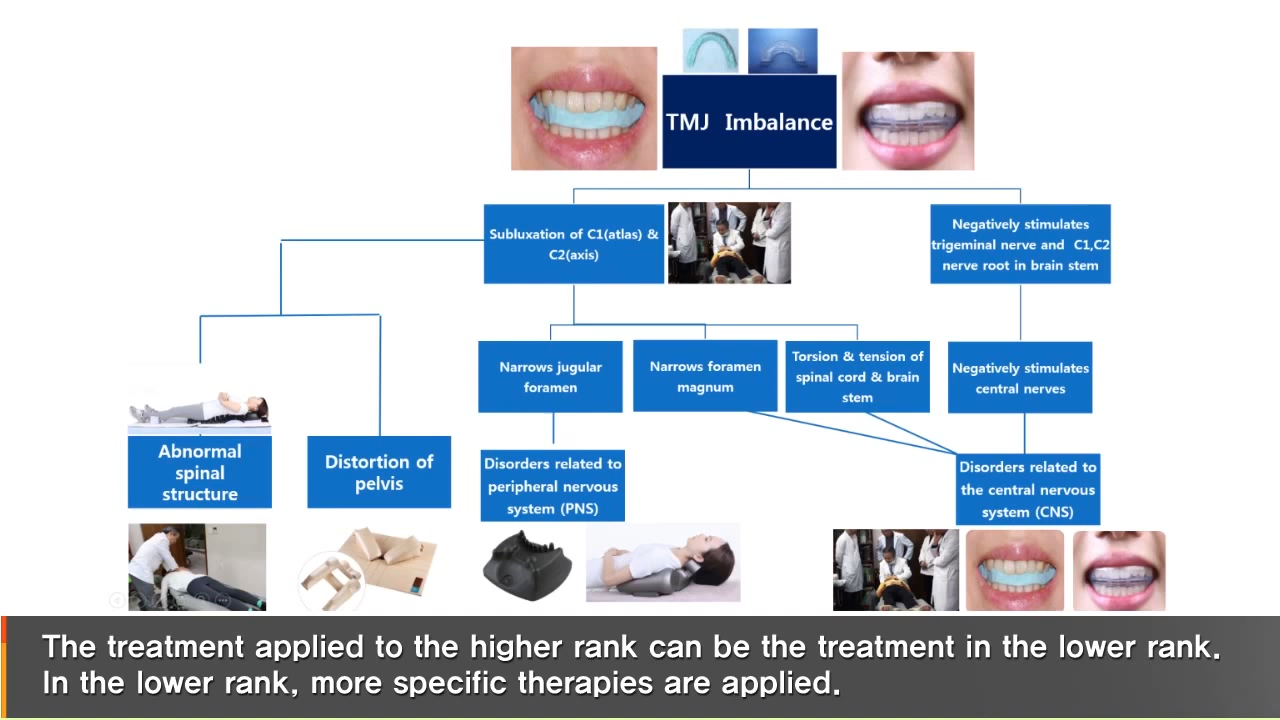 TMJ Imbalance
Subluxation of C1(atlas) &
C2(axis)
Negatively stimulates
trigeminal nerve and C1,C2
nerve root in brain stem
Narrows jugular
foramen
Narrows foramen
magnum
Torsion & tension of
spinal cord & brain
stem
Negatively stimulates
central nerves
Abnormal
spinal
structure
Distortion of
pelvis
Disorders related to
peripheral nervous
system (PNS)
Disorders related to
the central nervous
system (CNS)
The treatment applied to the higher rank can be the treatment in the lower rank.
In the lower rank, more specific therapies are applied.